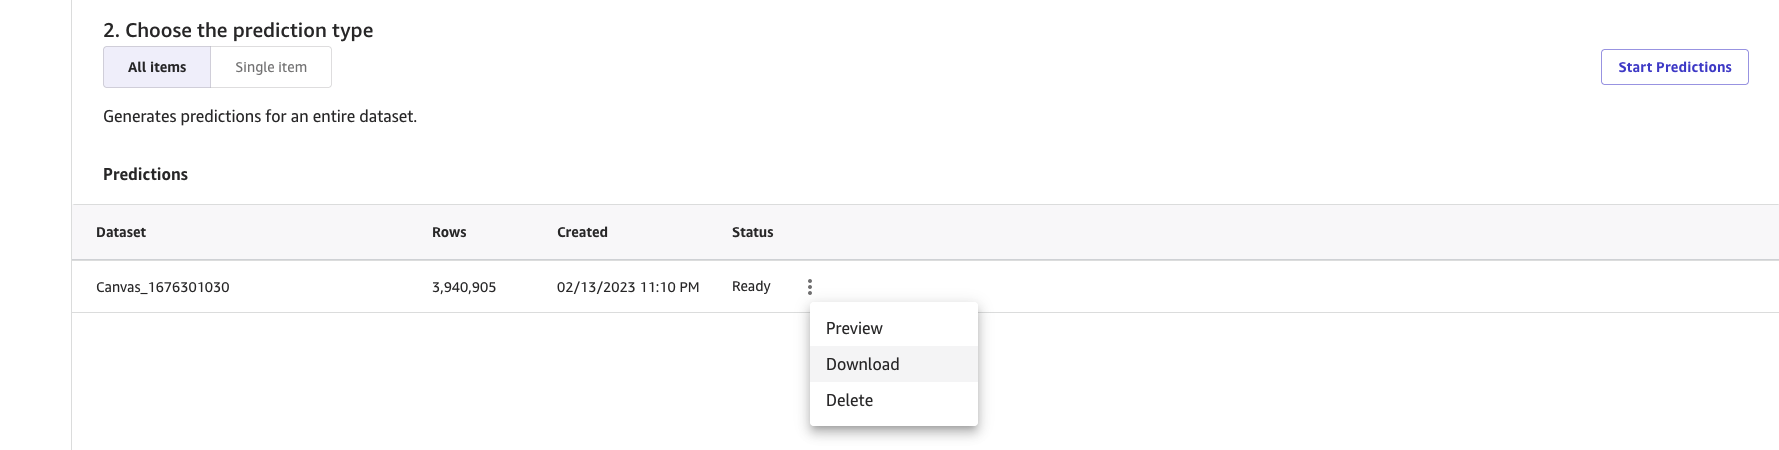 2. Choose the prediction type
All items Single item Start Predictions
Generates predictions for an entire dataset.
Predictions
Dataset Rows Created Status
Canvas_1676301030 3,940,905 02/13/2023 11:10 PM Ready
Preview
Download
Delete